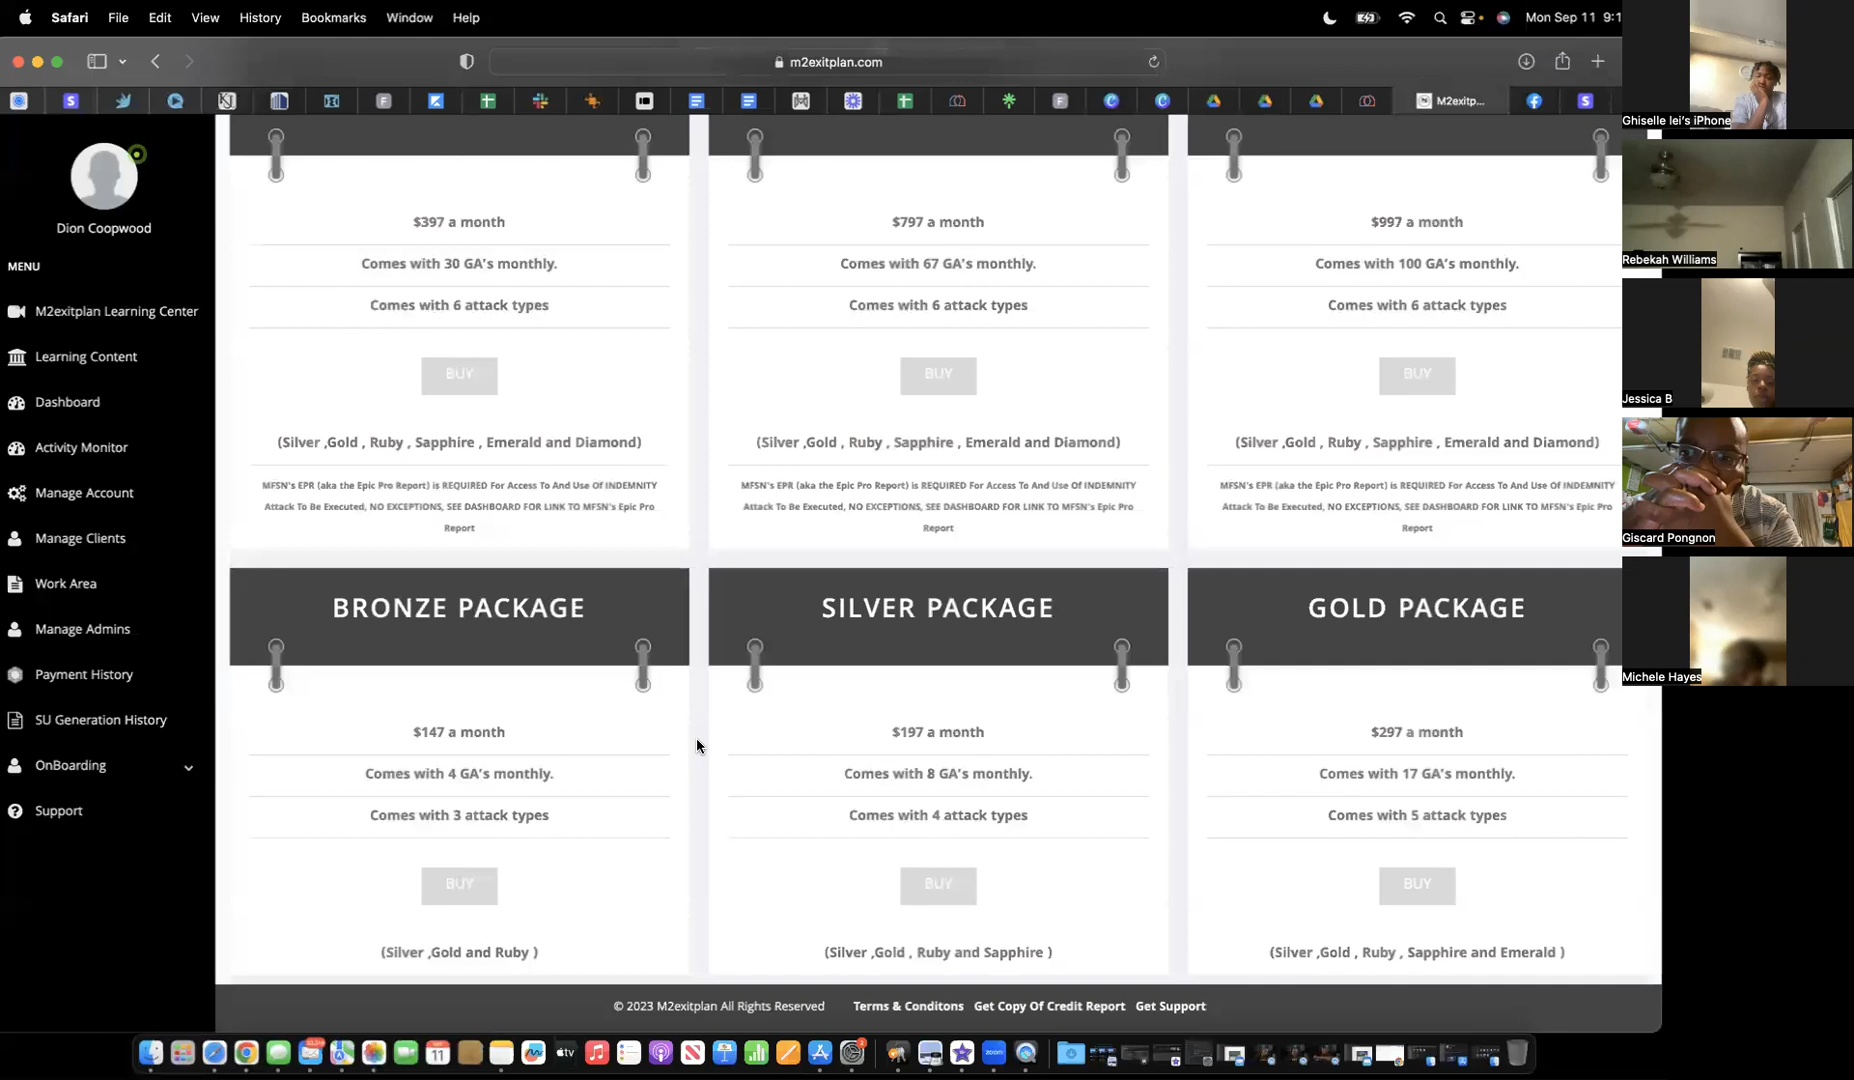 Safari File Edit View History Bookmarks Window Help
Mon Sep 11 9:1
m2exitplan.com
M2exitp...
Dion Coopwood
MENU
M2exitplan Learning Center
Learning Content
Dashboard
Activity Monitor
Manage Account
Manage Clients
Work Area
Manage Admins
Payment History
SU Generation History
OnBoarding
Support
$397 a month
Comes with 30 GA's monthly.
Comes with 6 attack types
BUY
(Silver ,Gold , Ruby , Sapphire , Emerald and Diamond)
MFSN's EPR (aka the Epic Pro Report) is REQUIRED For Access To And Use Of INDEMNITY
Attack To Be Executed, NO EXCEPTIONS, SEE DASHBOARD FOR LINK TO MFSN's Epic Pro
Report
$797 a month
Comes with 67 GA's monthly.
Comes with 6 attack types
BUY
(Silver ,Gold , Ruby , Sapphire , Emerald and Diamond)
MFSN's EPR (aka the Epic Pro Report) is REQUIRED For Access To And Use Of INDEMNITY
Attack To Be Executed, NO EXCEPTIONS, SEE DASHBOARD FOR LINK TO MFSN's Epic Pro
Report
$997 a month
Comes with 100 GA's monthly.
Comes with 6 attack types
BUY
(Silver ,Gold , Ruby , Sapphire , Emerald and Diamond)
MFSN's EPR (aka the Epic Pro Report) is REQUIRED For Access To And Use Of INDEMNITY
Attack To Be Executed, NO EXCEPTIONS, SEE DASHBOARD FOR LINK TO MFSN's Epic Pro
Report
BRONZE PACKAGE
$147 a month
Comes with 4 GA's monthly.
Comes with 3 attack types
BUY
(Silver ,Gold and Ruby )
SILVER PACKAGE
$197 a month
Comes with 8 GA's monthly.
Comes with 4 attack types
BUY
(Silver ,Gold , Ruby and Sapphire )
GOLD PACKAGE
$297 a month
Comes with 17 GA's monthly.
Comes with 5 attack types
BUY
(Silver ,Gold , Ruby , Sapphire and Emerald )
© 2023 M2exitplan All Rights Reserved Terms & Conditons Get Copy Of Credit Report Get Support
Ghiselle lei's iPhone
Rebekah Williams
Jessica B
Giscard Pongnon
Michele Hayes